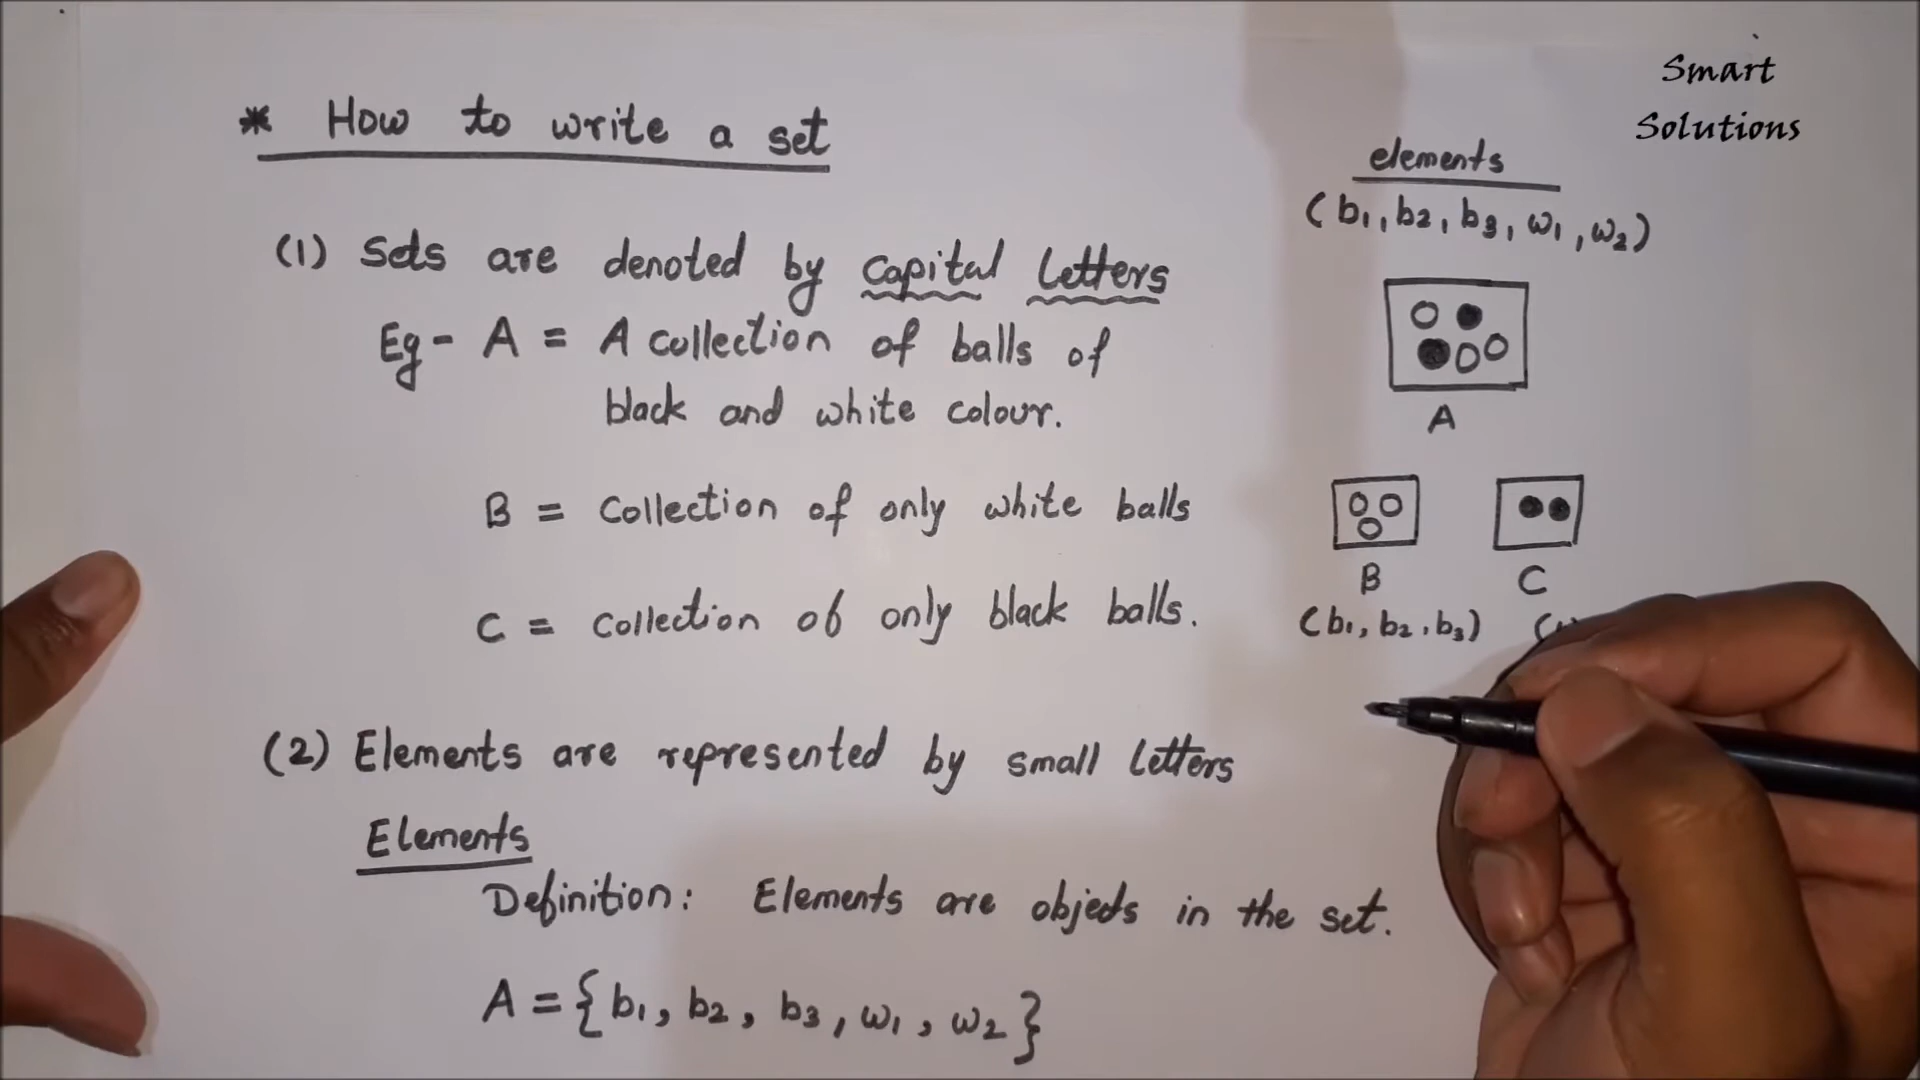 Smart
Solutions
* How to write a set
elements
(b1, b2, b3, w1, w2)
(1) Sets are denoted by capital letters
Eg - A = A collection of balls of
black and white colour.
A
B = Collection of only white balls
B
C
C = Collection of only black balls.
(b1, b2, b3)
(2) Elements are represented by small letters
Elements
Definition: Elements are objects in the set.
A = {b1, b2, b3, w1, w2}